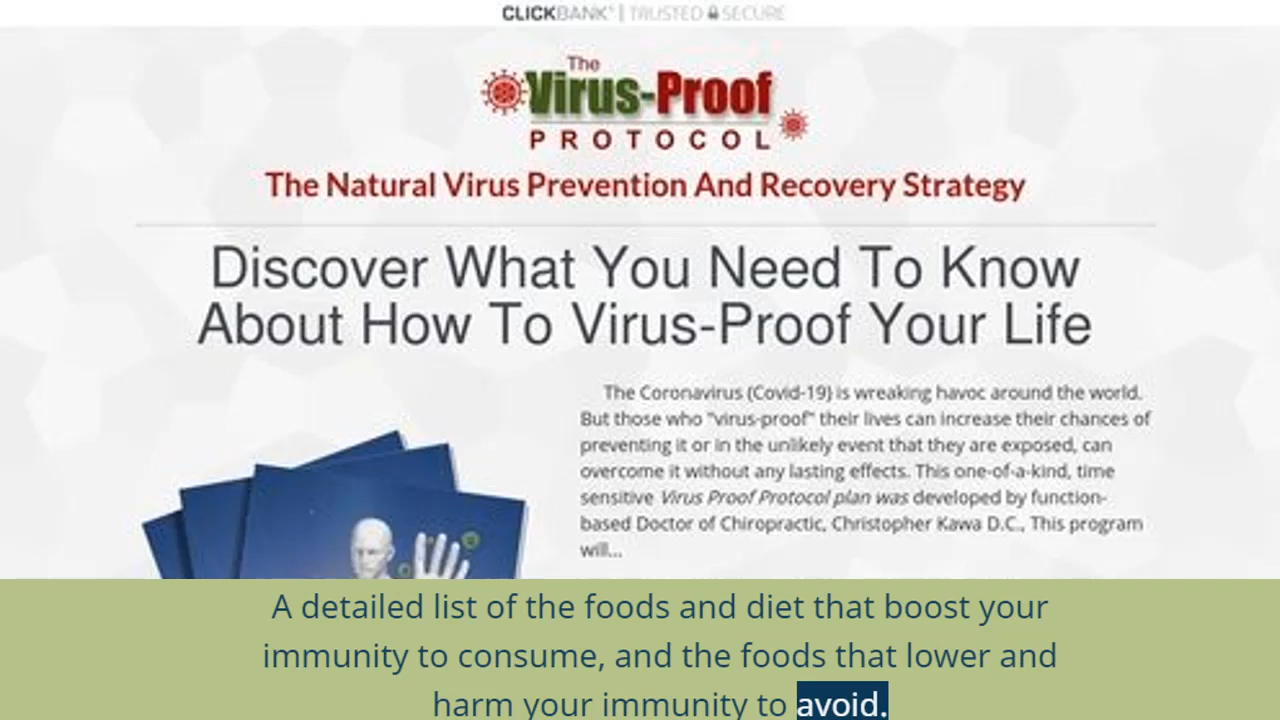 CLICKBANK® | TRUSTED SECURE
The
Virus-Proof
PROTOCOL
The Natural Virus Prevention And Recovery Strategy
Discover What You Need To Know
About How To Virus-Proof Your Life
The Coronavirus (Covid-19) is wreaking havoc around the world.
But those who "virus-proof" their lives can increase their chances of
preventing it or in the unlikely event that they are exposed, can
overcome it without any lasting effects. This one-of-a-kind, time
sensitive Virus Proof Protocol plan was developed by function-
based Doctor of Chiropractic, Christopher Kawa D.C., This program
will...
A detailed list of the foods and diet that boost your
immunity to consume, and the foods that lower and
harm your immunity to avoid.